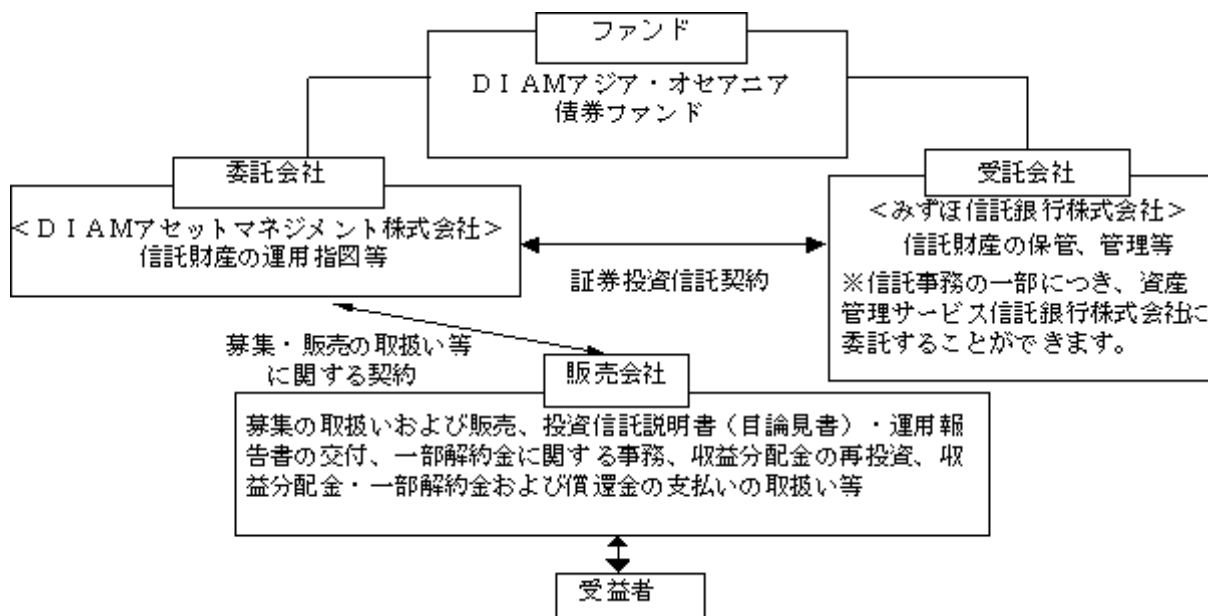 ファンド
ＤＩＡＭアジア・オセアニア
債券ファンド
委託会社
＜ＤＩＡＭアセットマネジメント株式会社＞
信託財産の運用指図等
受託会社
＜みずほ信託銀行株式会社＞
信託財産の保管、管理等
※信託事務の一部につき、資産
管理サービス信託銀行株式会社に
委託することができます。
証券投資信託契約
募集・販売の取扱い等
に関する契約
販売会社
募集の取扱いおよび販売、投資信託説明書（目論見書）・運用報
告書の交付、一部解約金に関する事務、収益分配金の再投資、収
益分配金・一部解約金および償還金の支払いの取扱い等
受益者